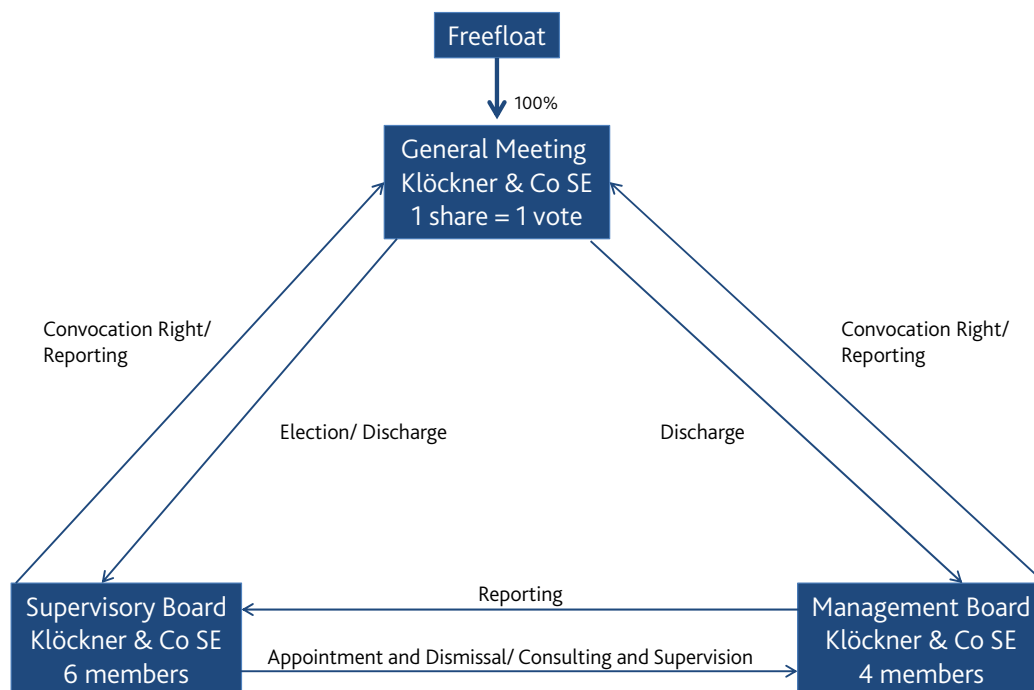 Freefloat
100%
General Meeting
Klöckner & Co SE
1 share = 1 vote
Convocation Right/
Reporting
Convocation Right/
Reporting
Election/ Discharge
Discharge
Supervisory Board
Klöckner & Co SE
6 members
Reporting
Appointment and Dismissal/ Consulting and Supervision
Management Board
Klöckner & Co SE
4 members